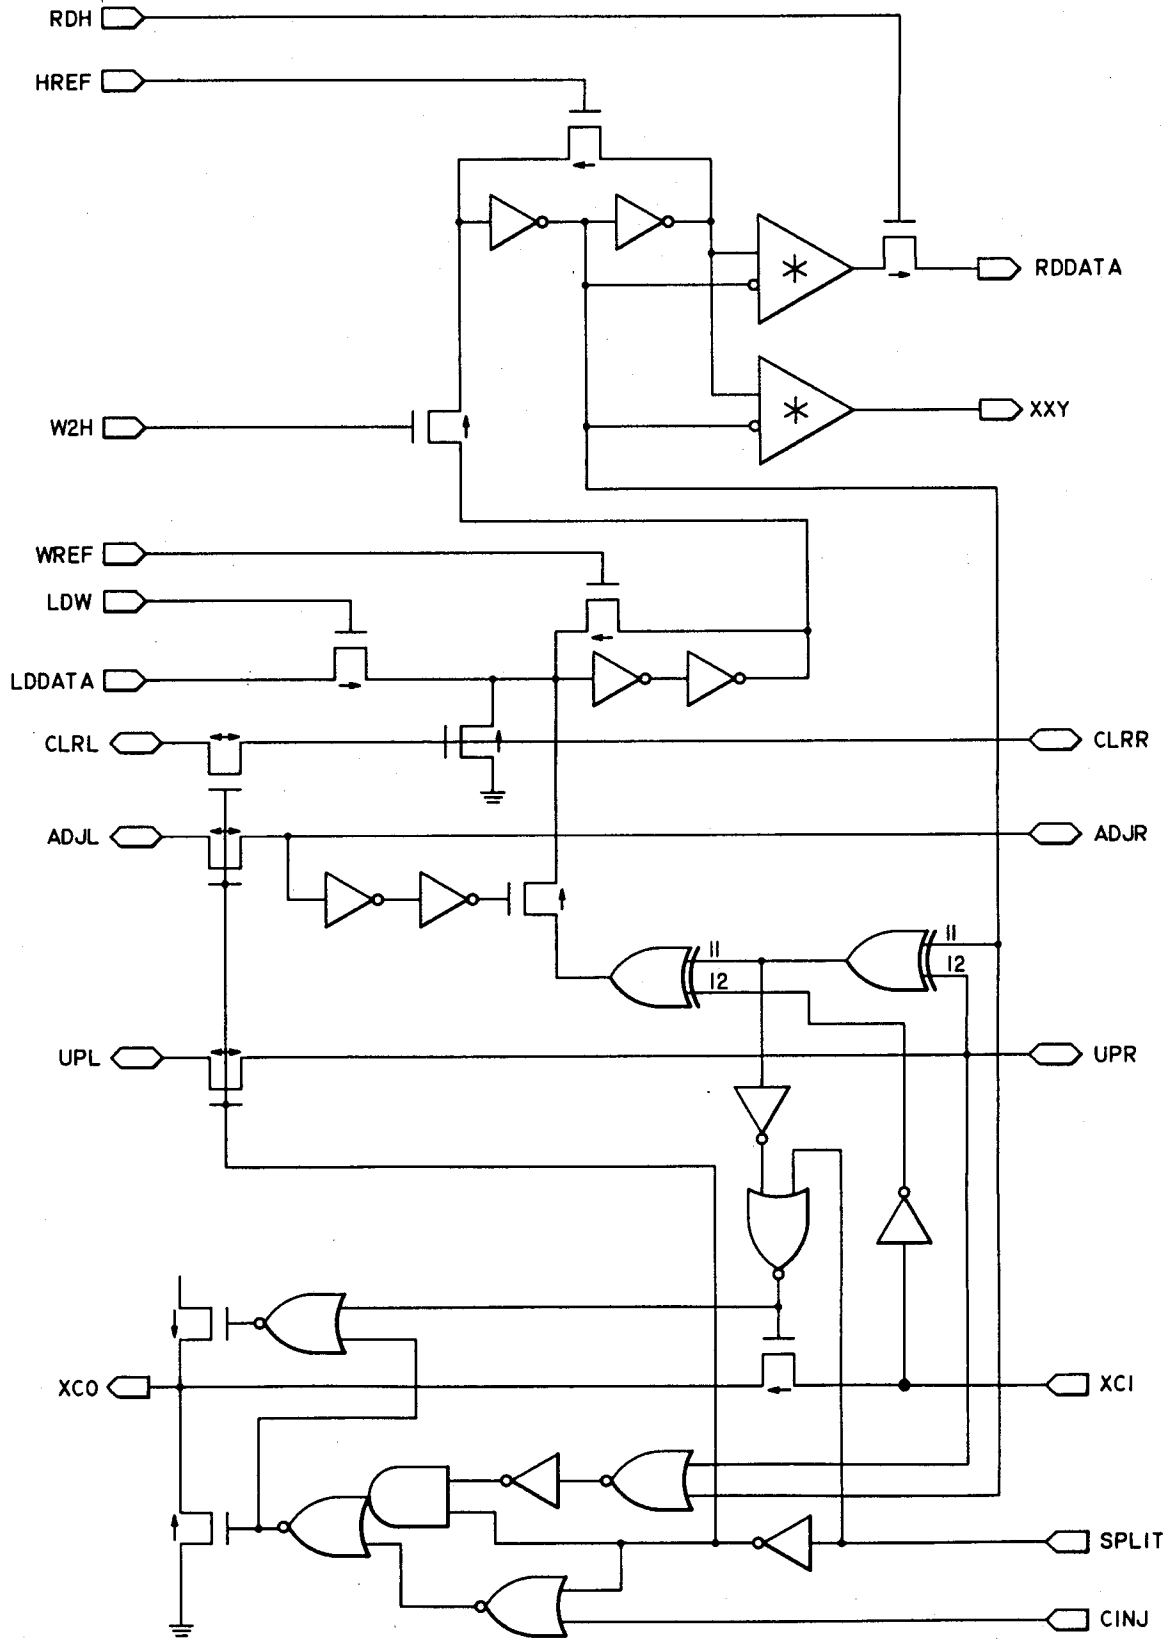 RDH
HREF
RDDATA
XXY
W2H
WREF
LDW
LDDATA
CLRL
CLRR
ADJL
ADJR
I1
I2
I1
I2
UPL
UPR
XCO
XCI
SPLIT
CINJ